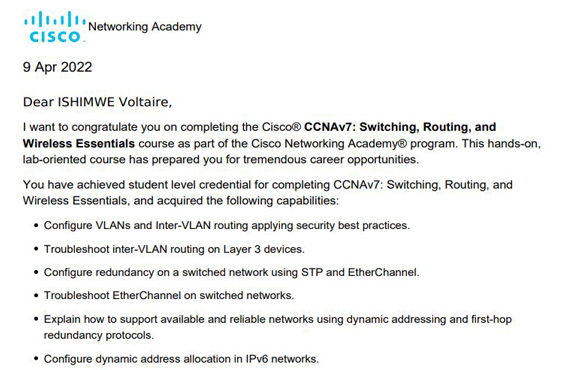 CISCO Networking Academy
9 Apr 2022
Dear ISHIMWE Voltaire,
I want to congratulate you on completing the Cisco® CCNAv7: Switching, Routing, and
Wireless Essentials course as part of the Cisco Networking Academy® program. This hands-on,
lab-oriented course has prepared you for tremendous career opportunities.
You have achieved student level credential for completing CCNAv7: Switching, Routing, and
Wireless Essentials, and acquired the following capabilities:
• Configure VLANs and Inter-VLAN routing applying security best practices.
• Troubleshoot inter-VLAN routing on Layer 3 devices.
• Configure redundancy on a switched network using STP and EtherChannel.
• Troubleshoot EtherChannel on switched networks.
• Explain how to support available and reliable networks using dynamic addressing and first-hop
redundancy protocols.
• Configure dynamic address allocation in IPv6 networks.